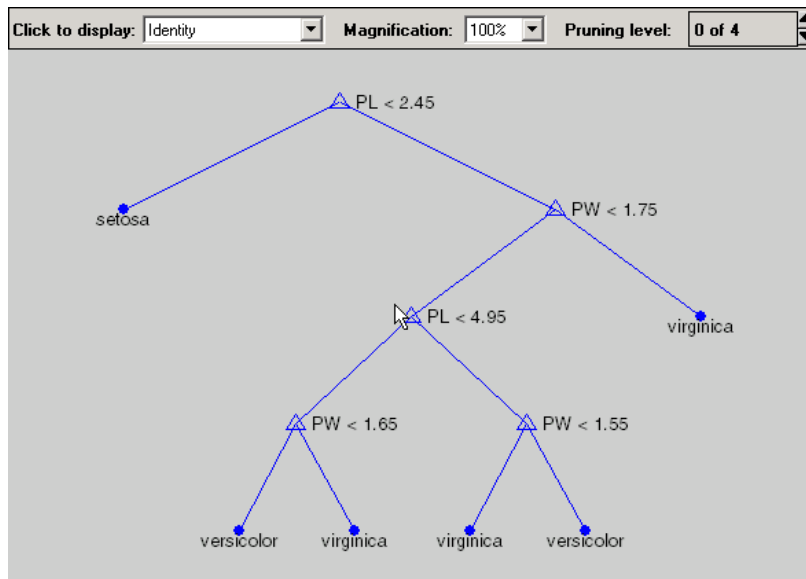 Click to display: Identity Magnification: 100% Pruning level: 0 of 4
PL < 2.45
setosa
PW < 1.75
PL < 4.95
virginica
PW < 1.65
PW < 1.55
versicolor virginica virginica versicolor